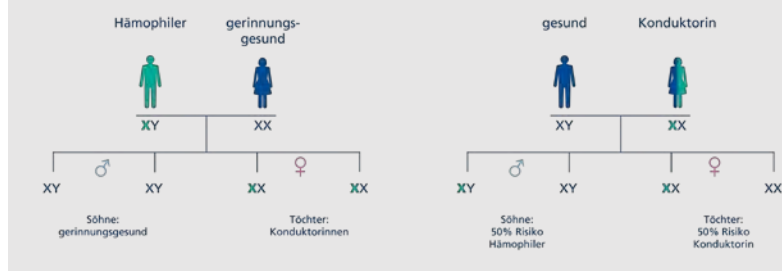 Hämophiler
gerinnungs-
gesund
XY
XX
XY
XY
XX
XX
Söhne:
gerinnungsgesund
Töchter:
Konduktorinnen
gesund
Konduktorin
XY
XX
XY
XY
XX
XX
Söhne:
50% Risiko
Hämophiler
Töchter:
50% Risiko
Konduktorin